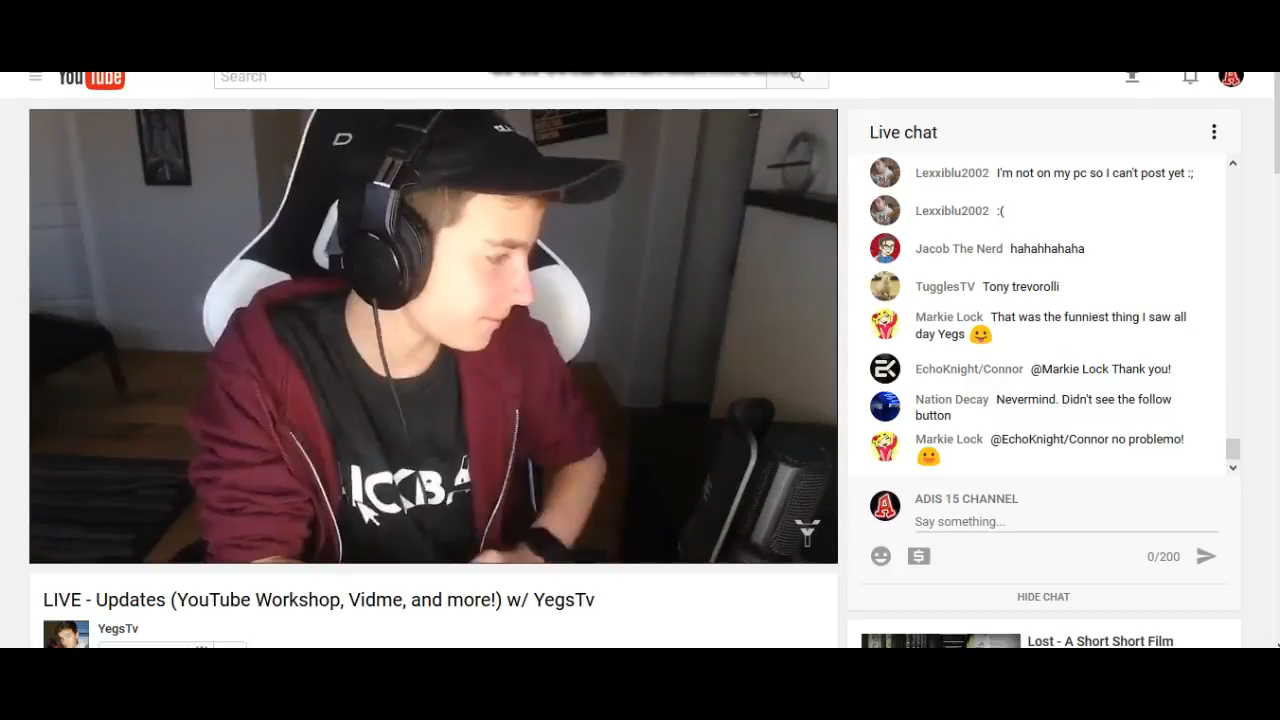 YouTube
Search
Live chat
Lexxiblu2002 I'm not on my pc so I can't post yet :;
Lexxiblu2002 :(
Jacob The Nerd hahahhahaha
TugglesTV Tony trevorolli
Markie Lock That was the funniest thing I saw all
day Yegs
EchoKnight/Connor @Markie Lock Thank you!
Nation Decay Nevermind. Didn't see the follow
button
Markie Lock @EchoKnight/Connor no problemo!
ADIS 15 CHANNEL
Say something...
0/200
HIDE CHAT
LIVE - Updates (YouTube Workshop, Vidme, and more!) w/ YegsTv
YegsTv
Lost - A Short Short Film